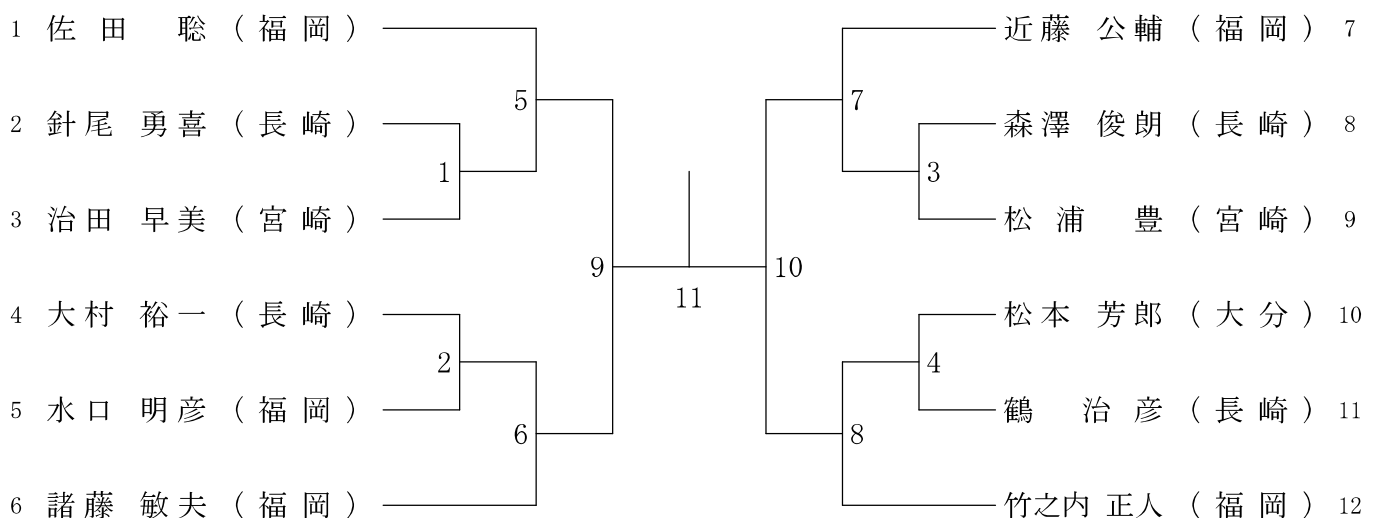 1 佐田 聡（福岡）
2 針尾 勇喜（長崎）
3 治田 早美（宮崎）
4 大村 裕一（長崎）
5 水口 明彦（福岡）
6 諸藤 敏夫（福岡）
5
1
2
6
9
11
10
7
3
4
8
近藤 公輔（福岡） 7
森澤 俊朗（長崎） 8
松浦 豊（宮崎） 9
松本 芳郎（大分） 10
鶴 治彦（長崎） 11
竹之内 正人（福岡） 12